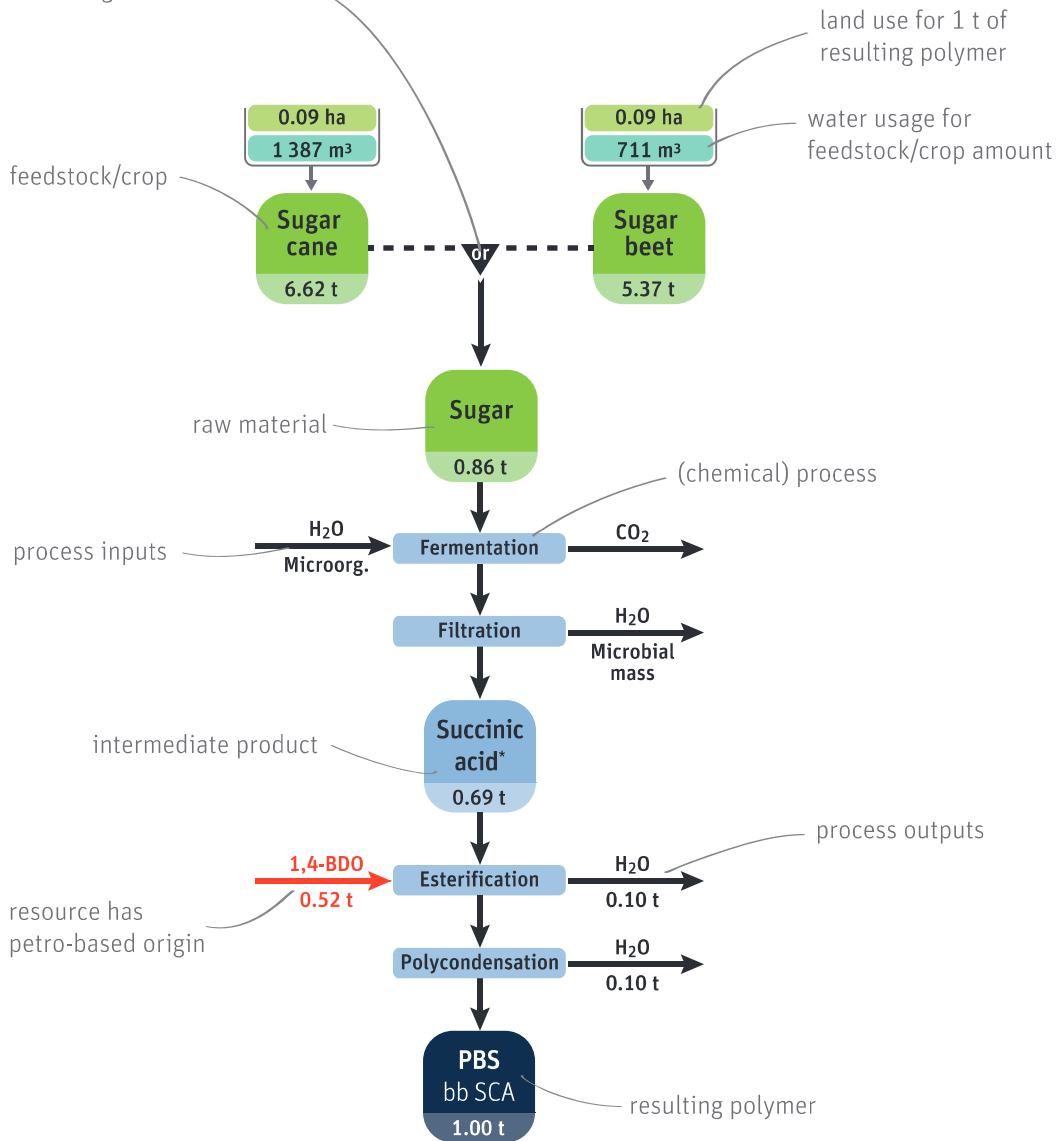 land use for 1 t of
resulting polymer
0.09 ha
1 387 m³
0.09 ha
711 m³
water usage for
feedstock/crop amount
feedstock/crop
Sugar
cane
6.62 t
or
Sugar
beet
5.37 t
Sugar
0.86 t
raw material
(chemical) process
process inputs
H₂O
Microorg.
Fermentation
CO₂
Filtration
H₂O
Microbial
mass
intermediate product
Succinic
acid*
0.69 t
process outputs
1,4-BDO
0.52 t
Esterification
H₂O
0.10 t
resource has
petro-based origin
Polycondensation
H₂O
0.10 t
PBS
bb SCA
1.00 t
resulting polymer